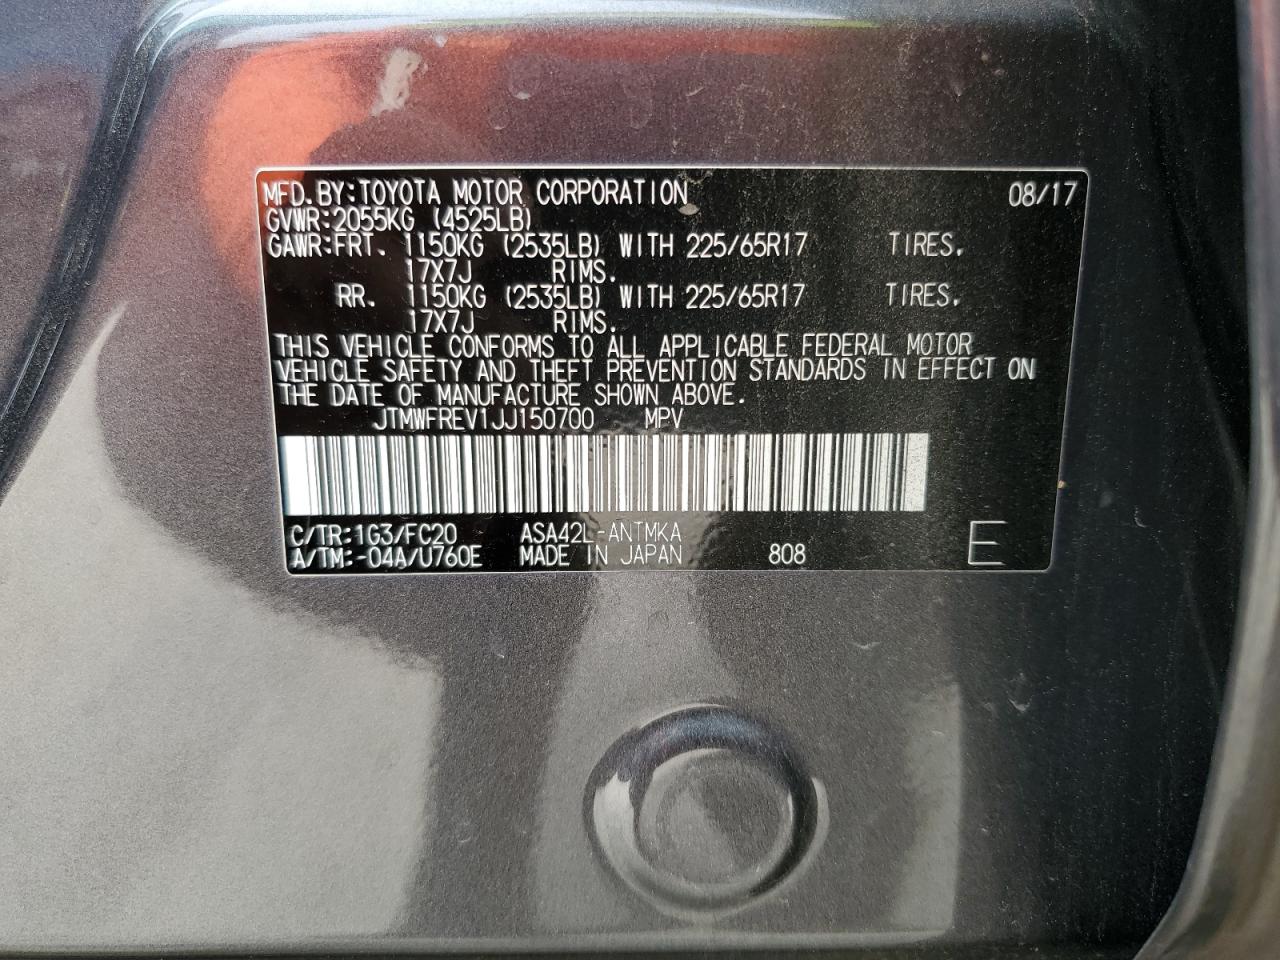 MFD.BY:TOYOTA MOTOR CORPORATION 08/17
GVWR:2055KG (4525LB)
GAWR:FRT. 1150KG (2535LB) WITH 225/65R17 TIRES.
17X7J RIMS.
RR. 1150KG (2535LB) WITH 225/65R17 TIRES.
17X7J RIMS.
THIS VEHICLE CONFORMS TO ALL APPLICABLE FEDERAL MOTOR
VEHICLE SAFETY AND THEFT PREVENTION STANDARDS IN EFFECT ON
THE DATE OF MANUFACTURE SHOWN ABOVE.
JTMWFREV1JJ150700 MPV
C/TR:1G3/FC20 ASA42L-ANTMKA
A/TM:-04A/U760E MADE IN JAPAN 808 E